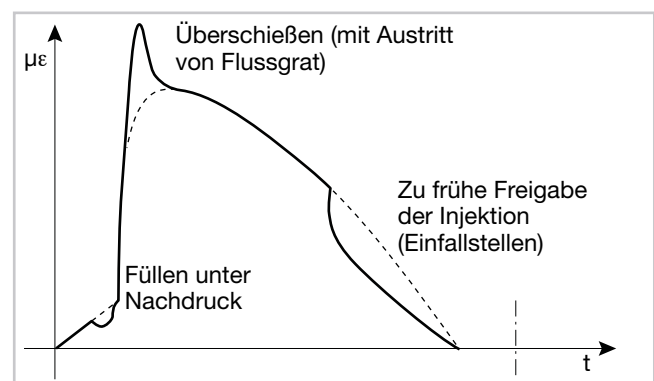 Überschießen (mit Austritt
von Flussgrat)
µε
Zu frühe Freigabe
der Injektion
(Einfallstellen)
Füllen unter
Nachdruck
t